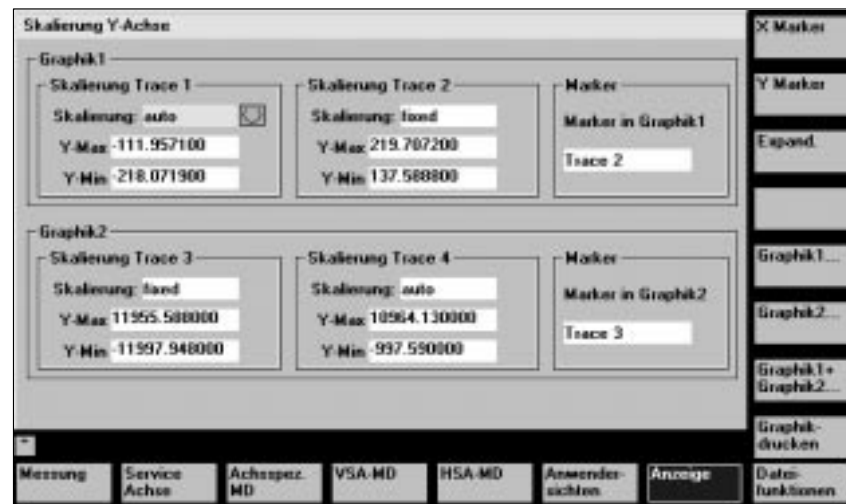 Skalierung Y-Achse
Graphik1
Skalierung Trace 1
Skalierung: auto
Y-Max -111.957100
Y-Min -218.071900
Skalierung Trace 2
Skalierung: fixed
Y-Max 219.707200
Y-Min 137.588800
Marker
Marker in Graphik1
Trace 2
Graphik2
Skalierung Trace 3
Skalierung: fixed
Y-Max 11955.588000
Y-Min -11997.948000
Skalierung Trace 4
Skalierung: auto
Y-Max 10964.130000
Y-Min -997.590000
Marker
Marker in Graphik2
Trace 3
X Marker
Y Marker
Expand.
Graphik1...
Graphik2...
Graphik1+
Graphik2...
Graphik-
drucken
Messung
Service
Achse
Achsspez.
MD
VSA-MD
HSA-MD
Anwender-
sichten
Anzeige
Datei-
funktionen